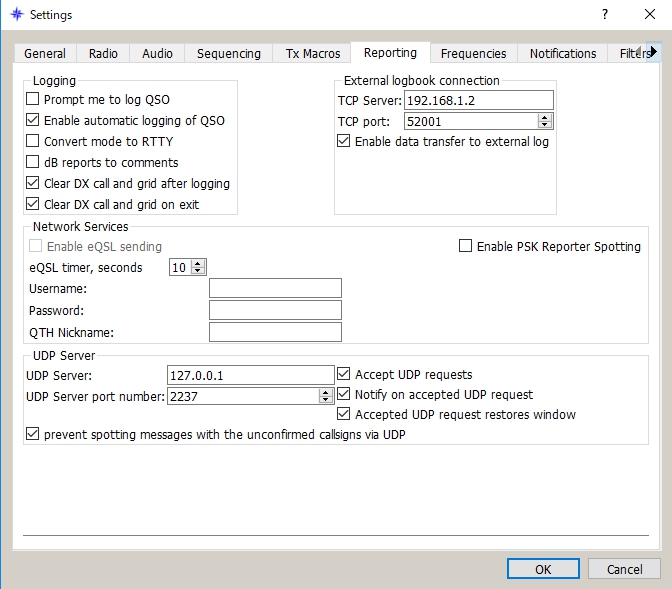 Settings
General Radio Audio Sequencing Tx Macros Reporting Frequencies Notifications Filters
Logging
Prompt me to log QSO
Enable automatic logging of QSO
Convert mode to RTTY
dB reports to comments
Clear DX call and grid after logging
Clear DX call and grid on exit
External logbook connection
TCP Server: 192.168.1.2
TCP port: 52001
Enable data transfer to external log
Network Services
Enable eQSL sending
Enable PSK Reporter Spotting
eQSL timer, seconds 10
Username:
Password:
QTH Nickname:
UDP Server
UDP Server: 127.0.0.1
UDP Server port number: 2237
Accept UDP requests
Notify on accepted UDP request
Accepted UDP request restores window
prevent spotting messages with the unconfirmed callsigns via UDP
OK Cancel